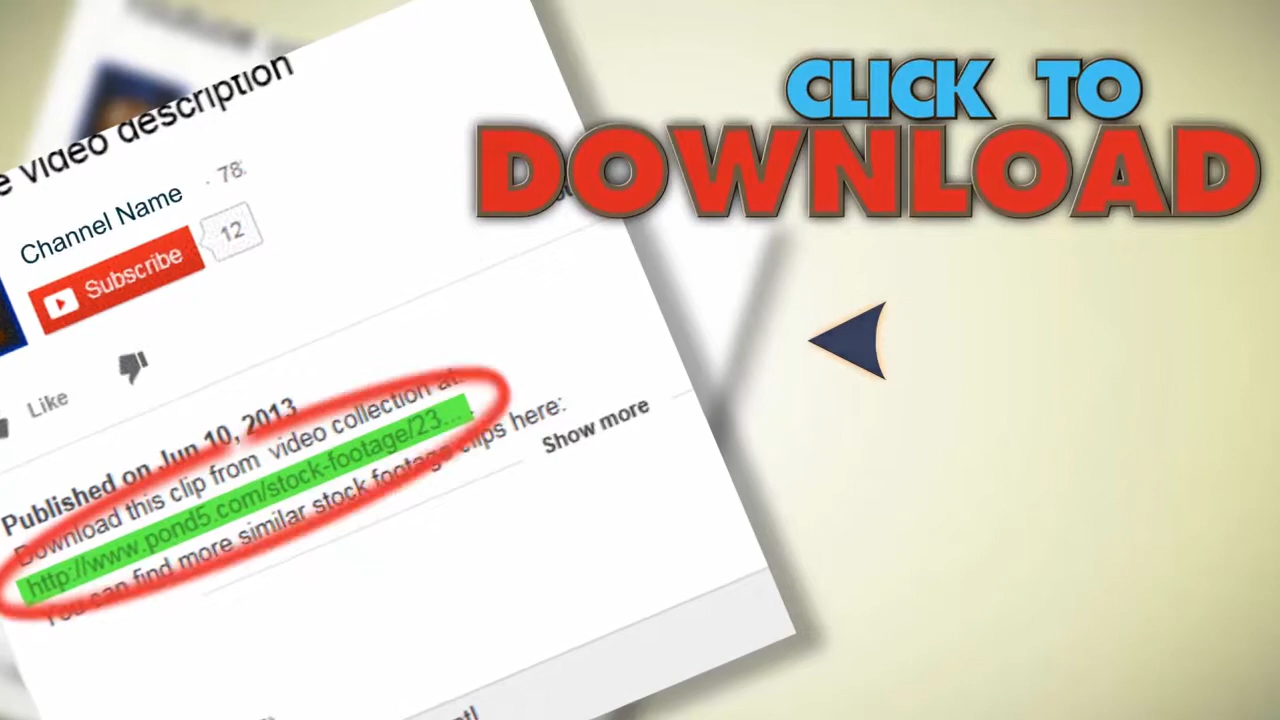 CLICK TO
DOWNLOAD
video description
Channel Name
78
Subscribe
12
Like
Published on Jun 10, 2013
Download this clip from video collection at:
http://www.pond5.com/stock-footage/23...
You can find more similar stock footage clips here:
Show more